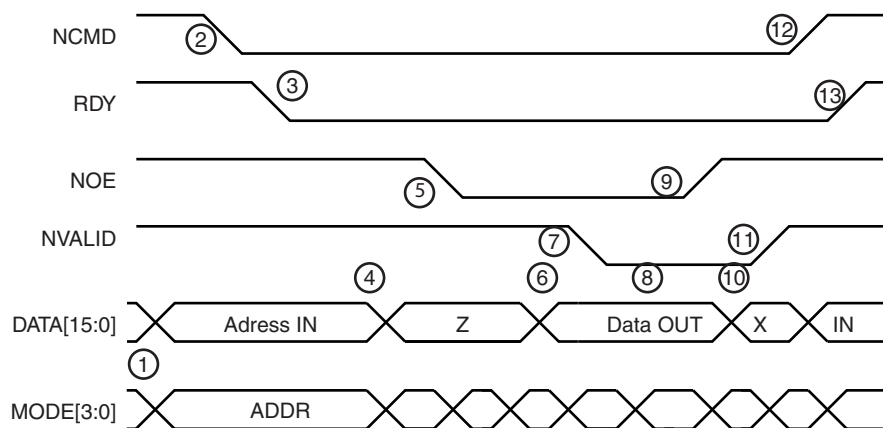 NCMD 2 12
RDY 3 13
NOE 5 9
NVALID 7 11
4 6 8 10
DATA[15:0] Adress IN Z Data OUT X IN
1
MODE[3:0] ADDR